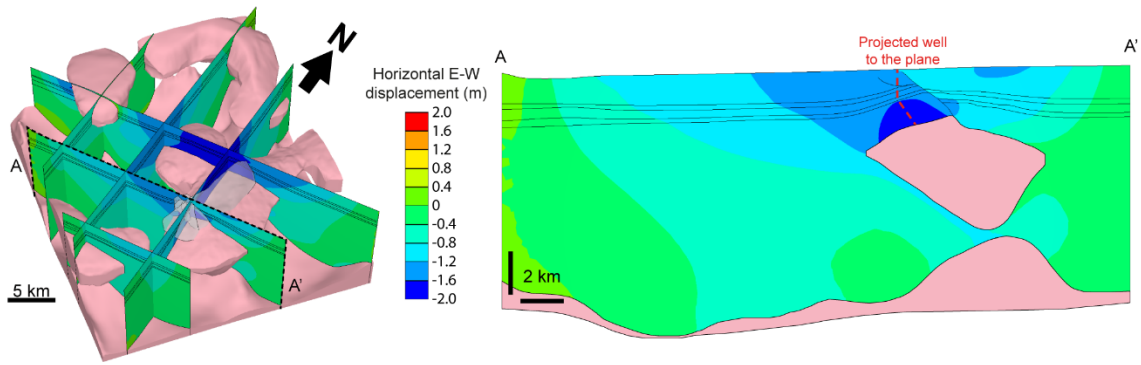 N
Horizontal E-W
displacement (m)
2.0
1.6
1.2
0.8
0.4
0
-0.4
-0.8
-1.2
-1.6
-2.0
A
A'
5 km
A
Projected well
to the plane
A'
2 km